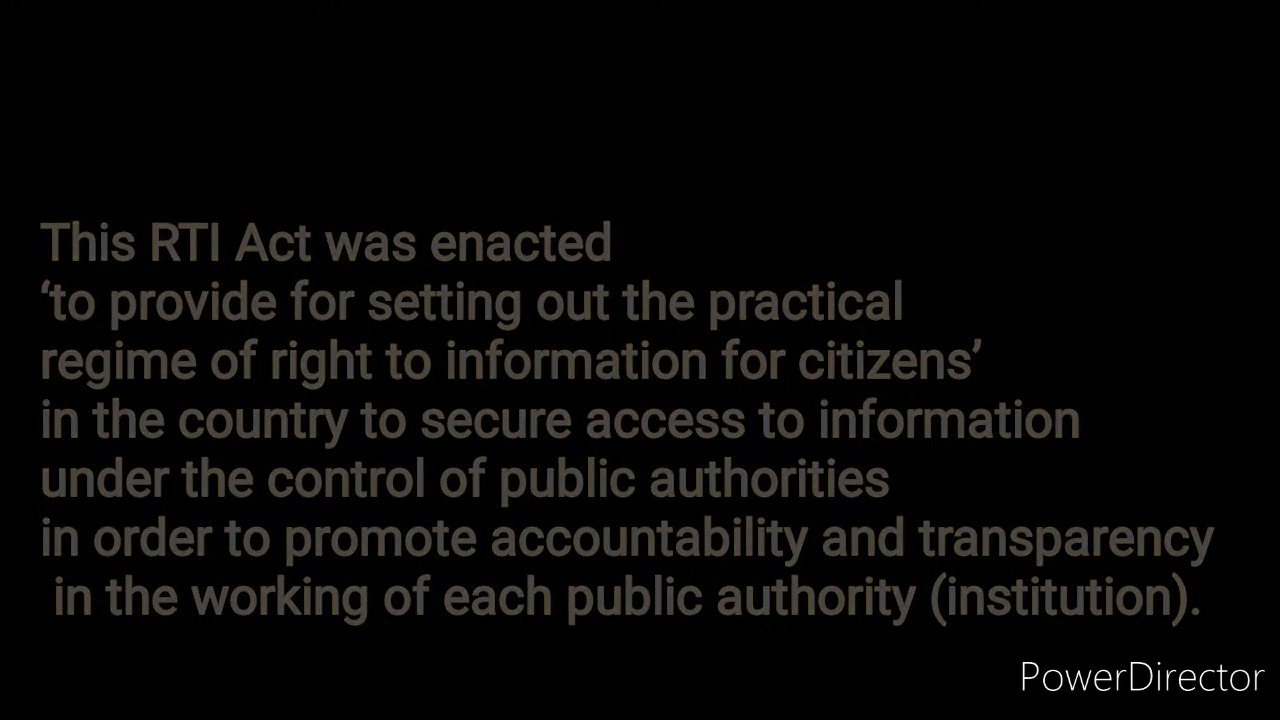 This RTI Act was enacted
‘to provide for setting out the practical
regime of right to information for citizens’
in the country to secure access to information
under the control of public authorities
in order to promote accountability and transparency
in the working of each public authority (institution).
PowerDirector